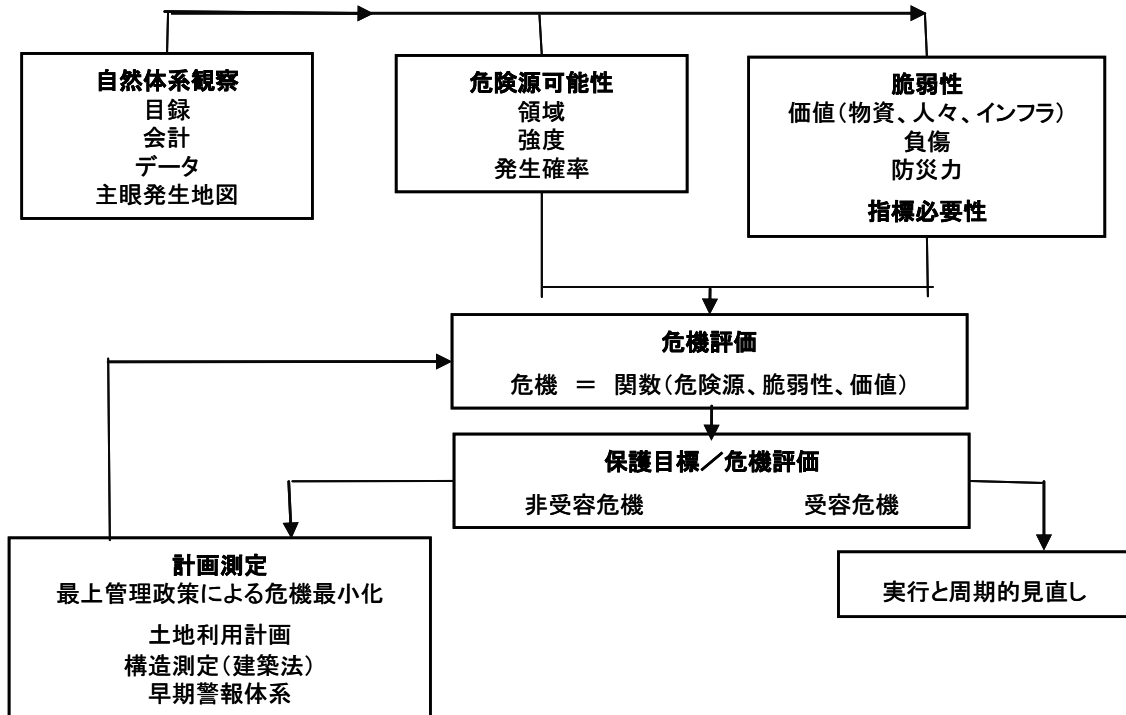 自然体系観察
目録
会計
データ
主眼発生地図
危険源可能性
領域
強度
発生確率
脆弱性
価値(物資、人々、インフラ)
負傷
防災力
指標必要性
危機評価
危機 = 関数(危険源、脆弱性、価値)
保護目標/危機評価
非受容危機 受容危機
計画測定
最上管理政策による危機最小化
土地利用計画
構造測定(建築法)
早期警報体系
実行と周期的見直し